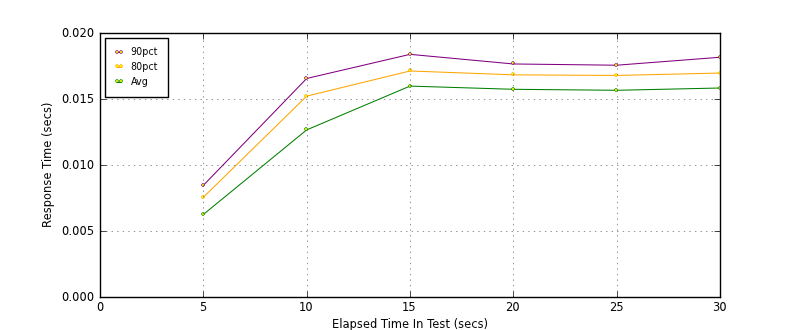 0.020
90pct
80pct
Avg
0.015
0.010
0.005
0.000
Response Time (secs)
0 5 10 15 20 25 30
Elapsed Time In Test (secs)